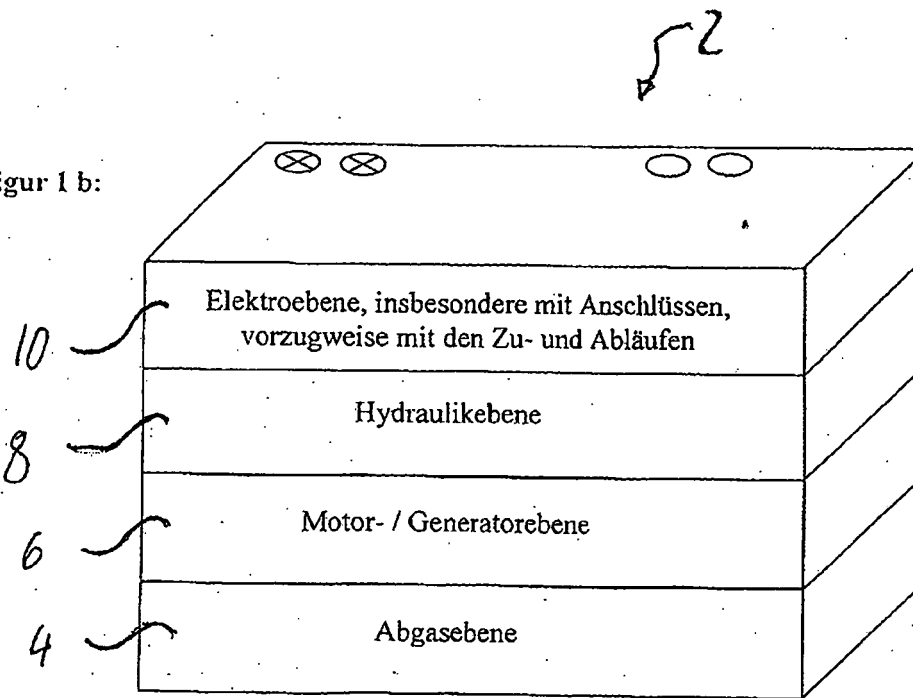 2
igur 1 b:
10
Elektroebene, insbesondere mit Anschlüssen,
vorzugweise mit den Zu- und Abläufen
8
Hydraulikebene
6
Motor- / Generatorebene
4
Abgasebene